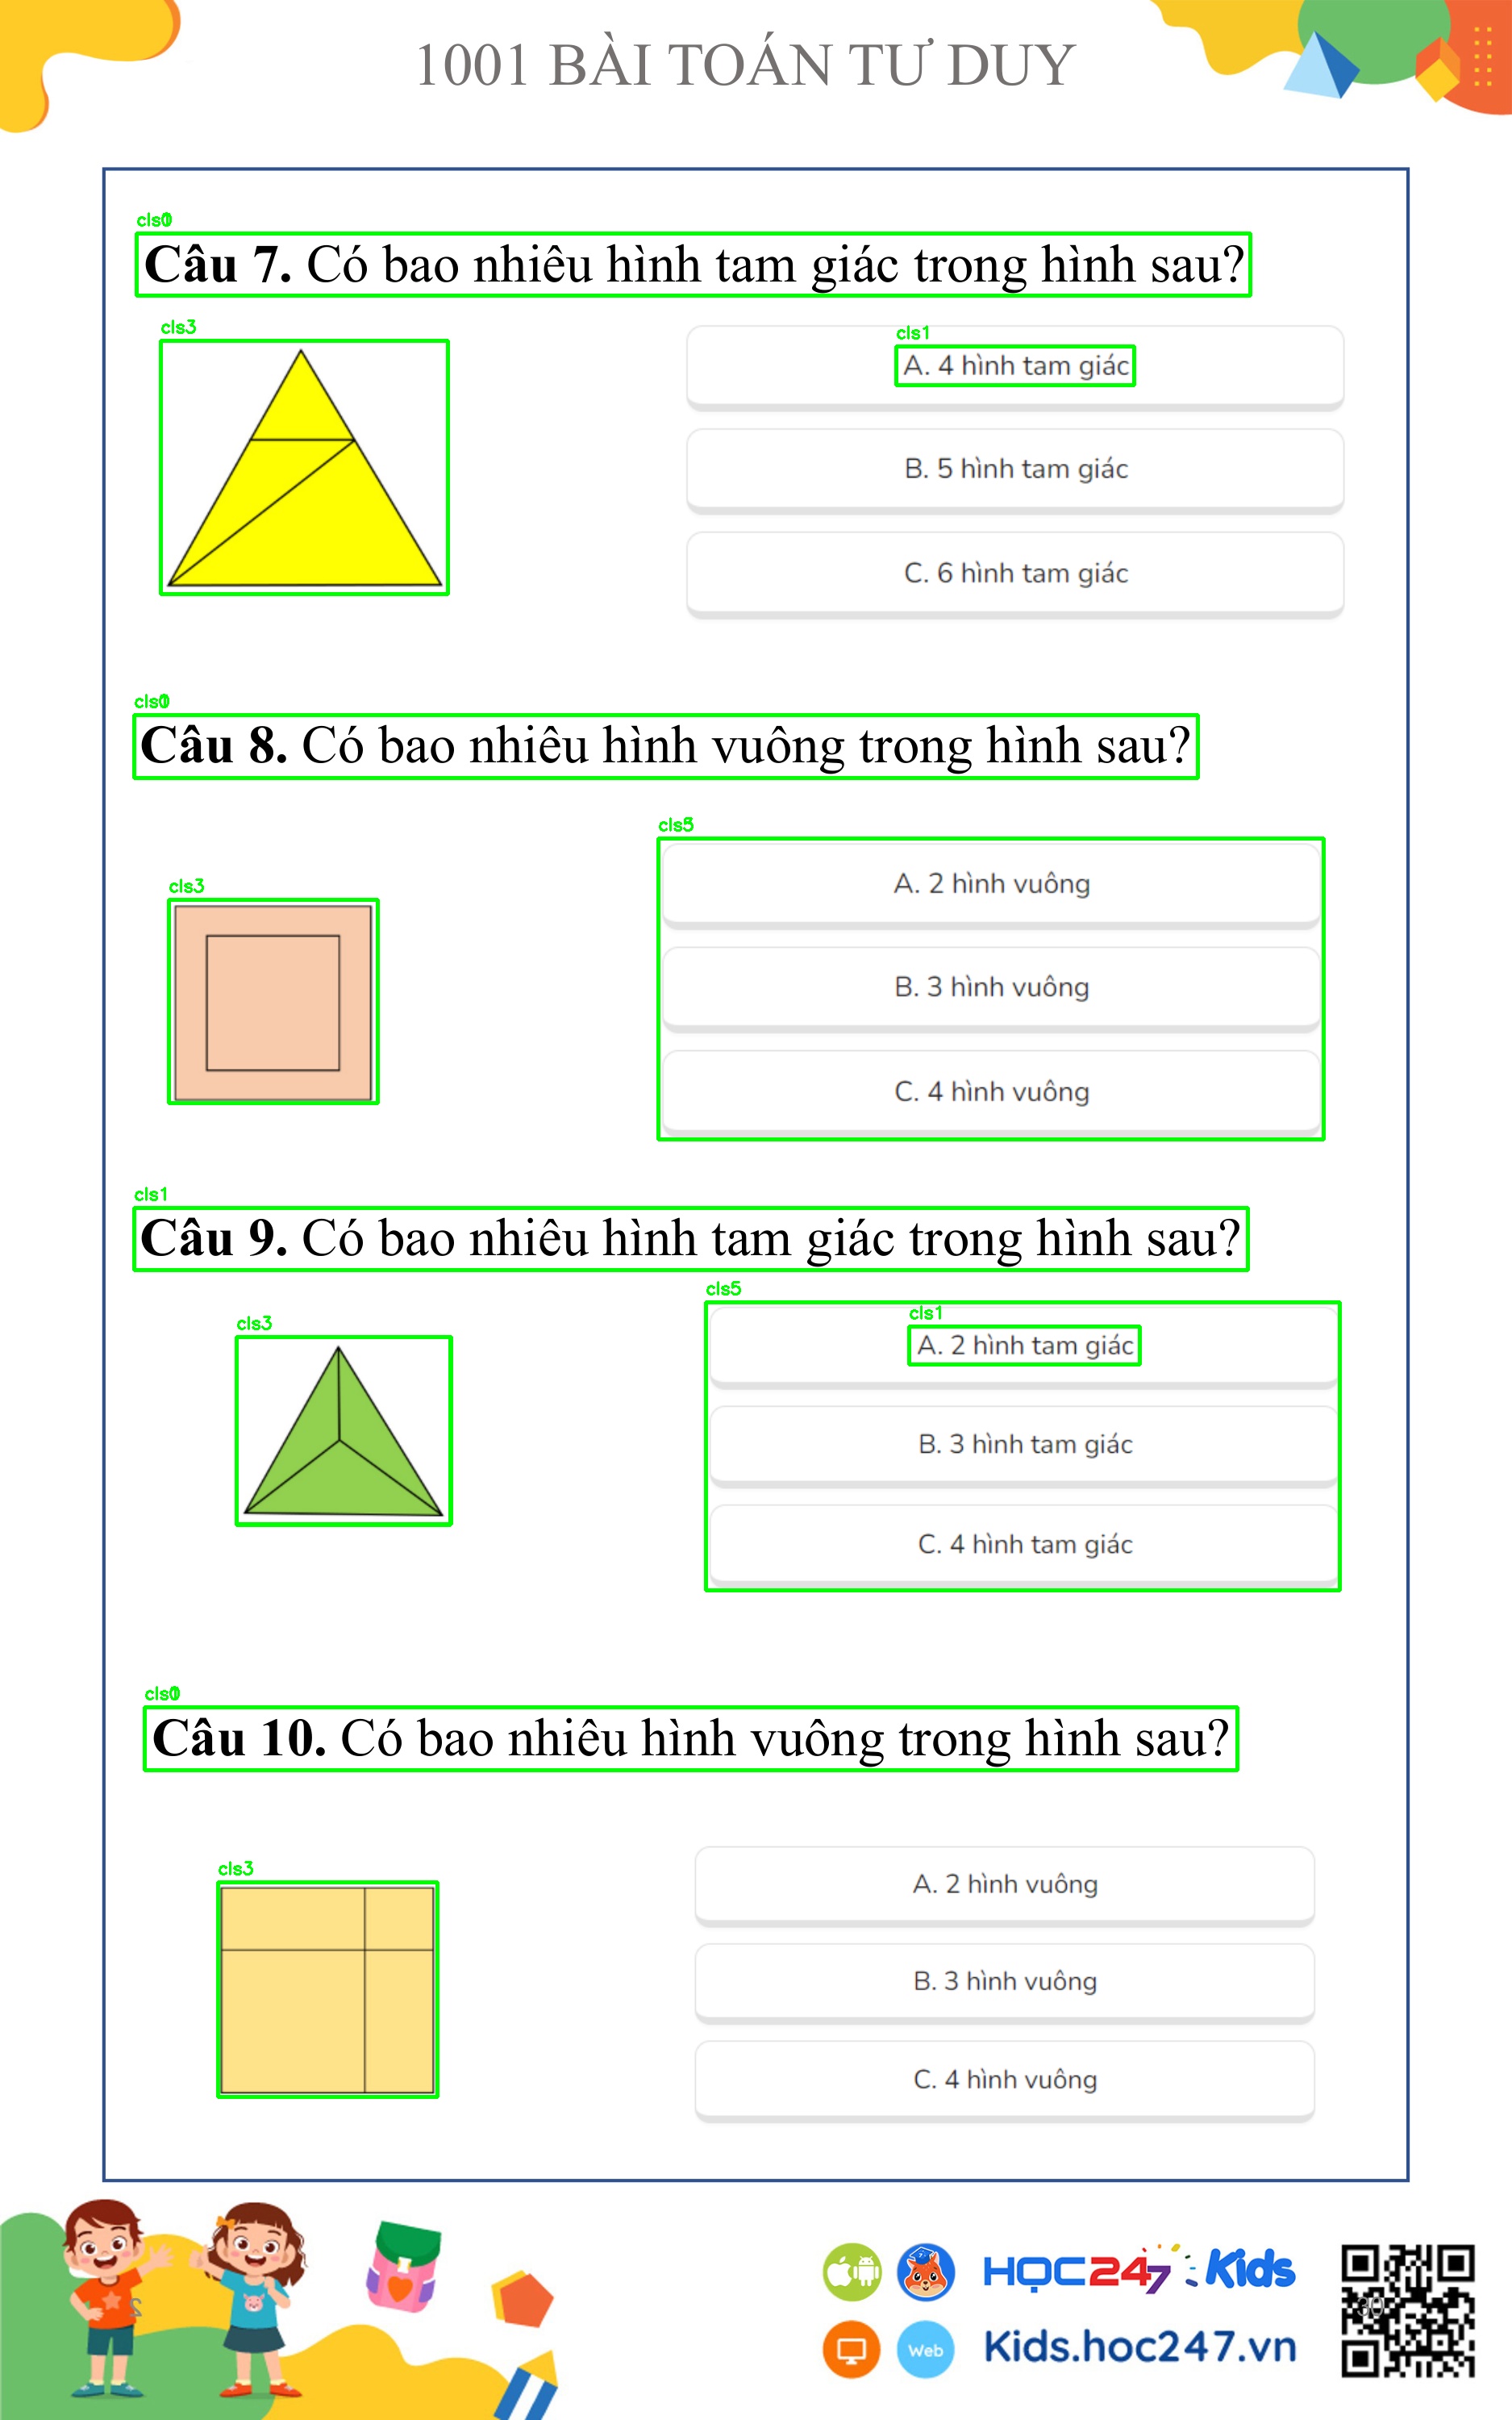 1001 BÀI TOÁN TƯ DUY
cls0
Câu 7. Có bao nhiêu hình tam giác trong hình sau?
cls3
cls1
A. 4 hình tam giác
B. 5 hình tam giác
C. 6 hình tam giác
cls0
Câu 8. Có bao nhiêu hình vuông trong hình sau?
cls5
A. 2 hình vuông
cls3
B. 3 hình vuông
C. 4 hình vuông
cls1
Câu 9. Có bao nhiêu hình tam giác trong hình sau?
cls5
cls3
cls1
A. 2 hình tam giác
B. 3 hình tam giác
C. 4 hình tam giác
cls0
Câu 10. Có bao nhiêu hình vuông trong hình sau?
cls3
A. 2 hình vuông
B. 3 hình vuông
C. 4 hình vuông
HỌC247 Kids
30
Web
Kids.hoc247.vn